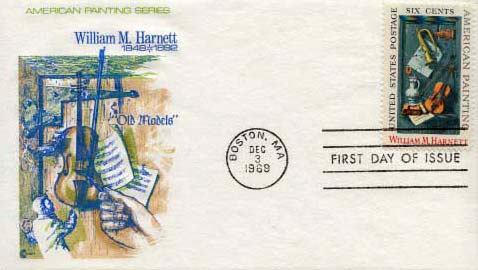 AMERICAN PAINTING SERIES
William M. Harnett
1848 1892
"Old Models"
UNITED STATES POSTAGE
SIX CENTS
AMERICAN PAINTING
WILLIAM M. HARNETT
BOSTON, MA
DEC
3
1969
FIRST DAY OF ISSUE